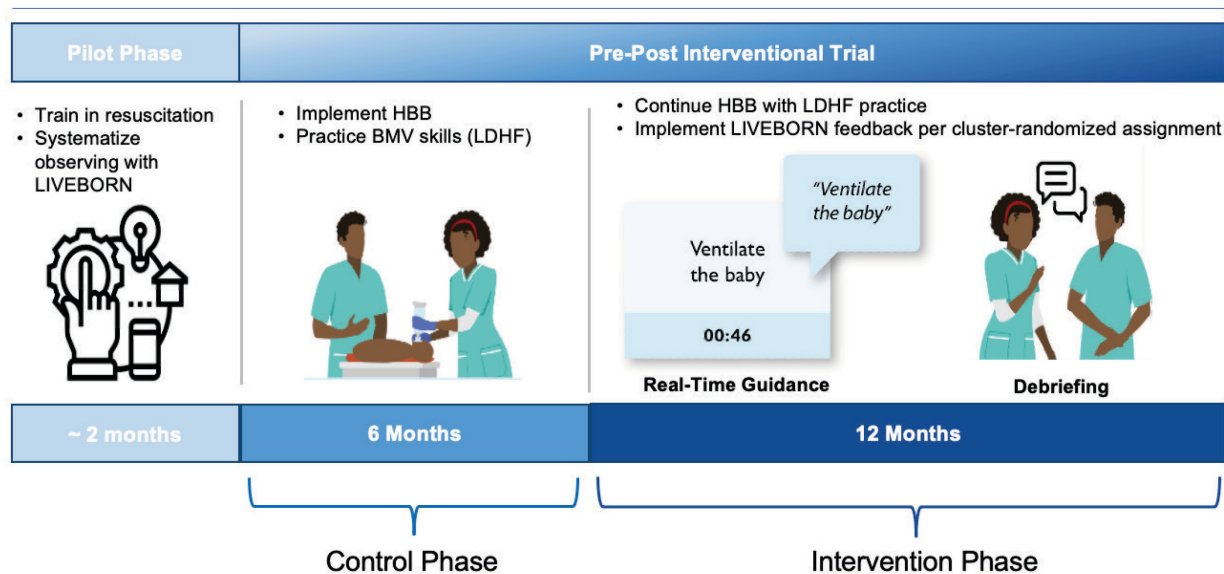 Pilot Phase
Pre-Post Interventional Trial
• Train in resuscitation
• Systematize
observing with
LIVEBORN
• Implement HBB
• Practice BMV skills (LDHF)
• Continue HBB with LDHF practice
• Implement LIVEBORN feedback per cluster-randomized assignment
"Ventilate
the baby"
Ventilate
the baby
00:46
Real-Time Guidance
Debriefing
~ 2 months
6 Months
12 Months
Control Phase
Intervention Phase